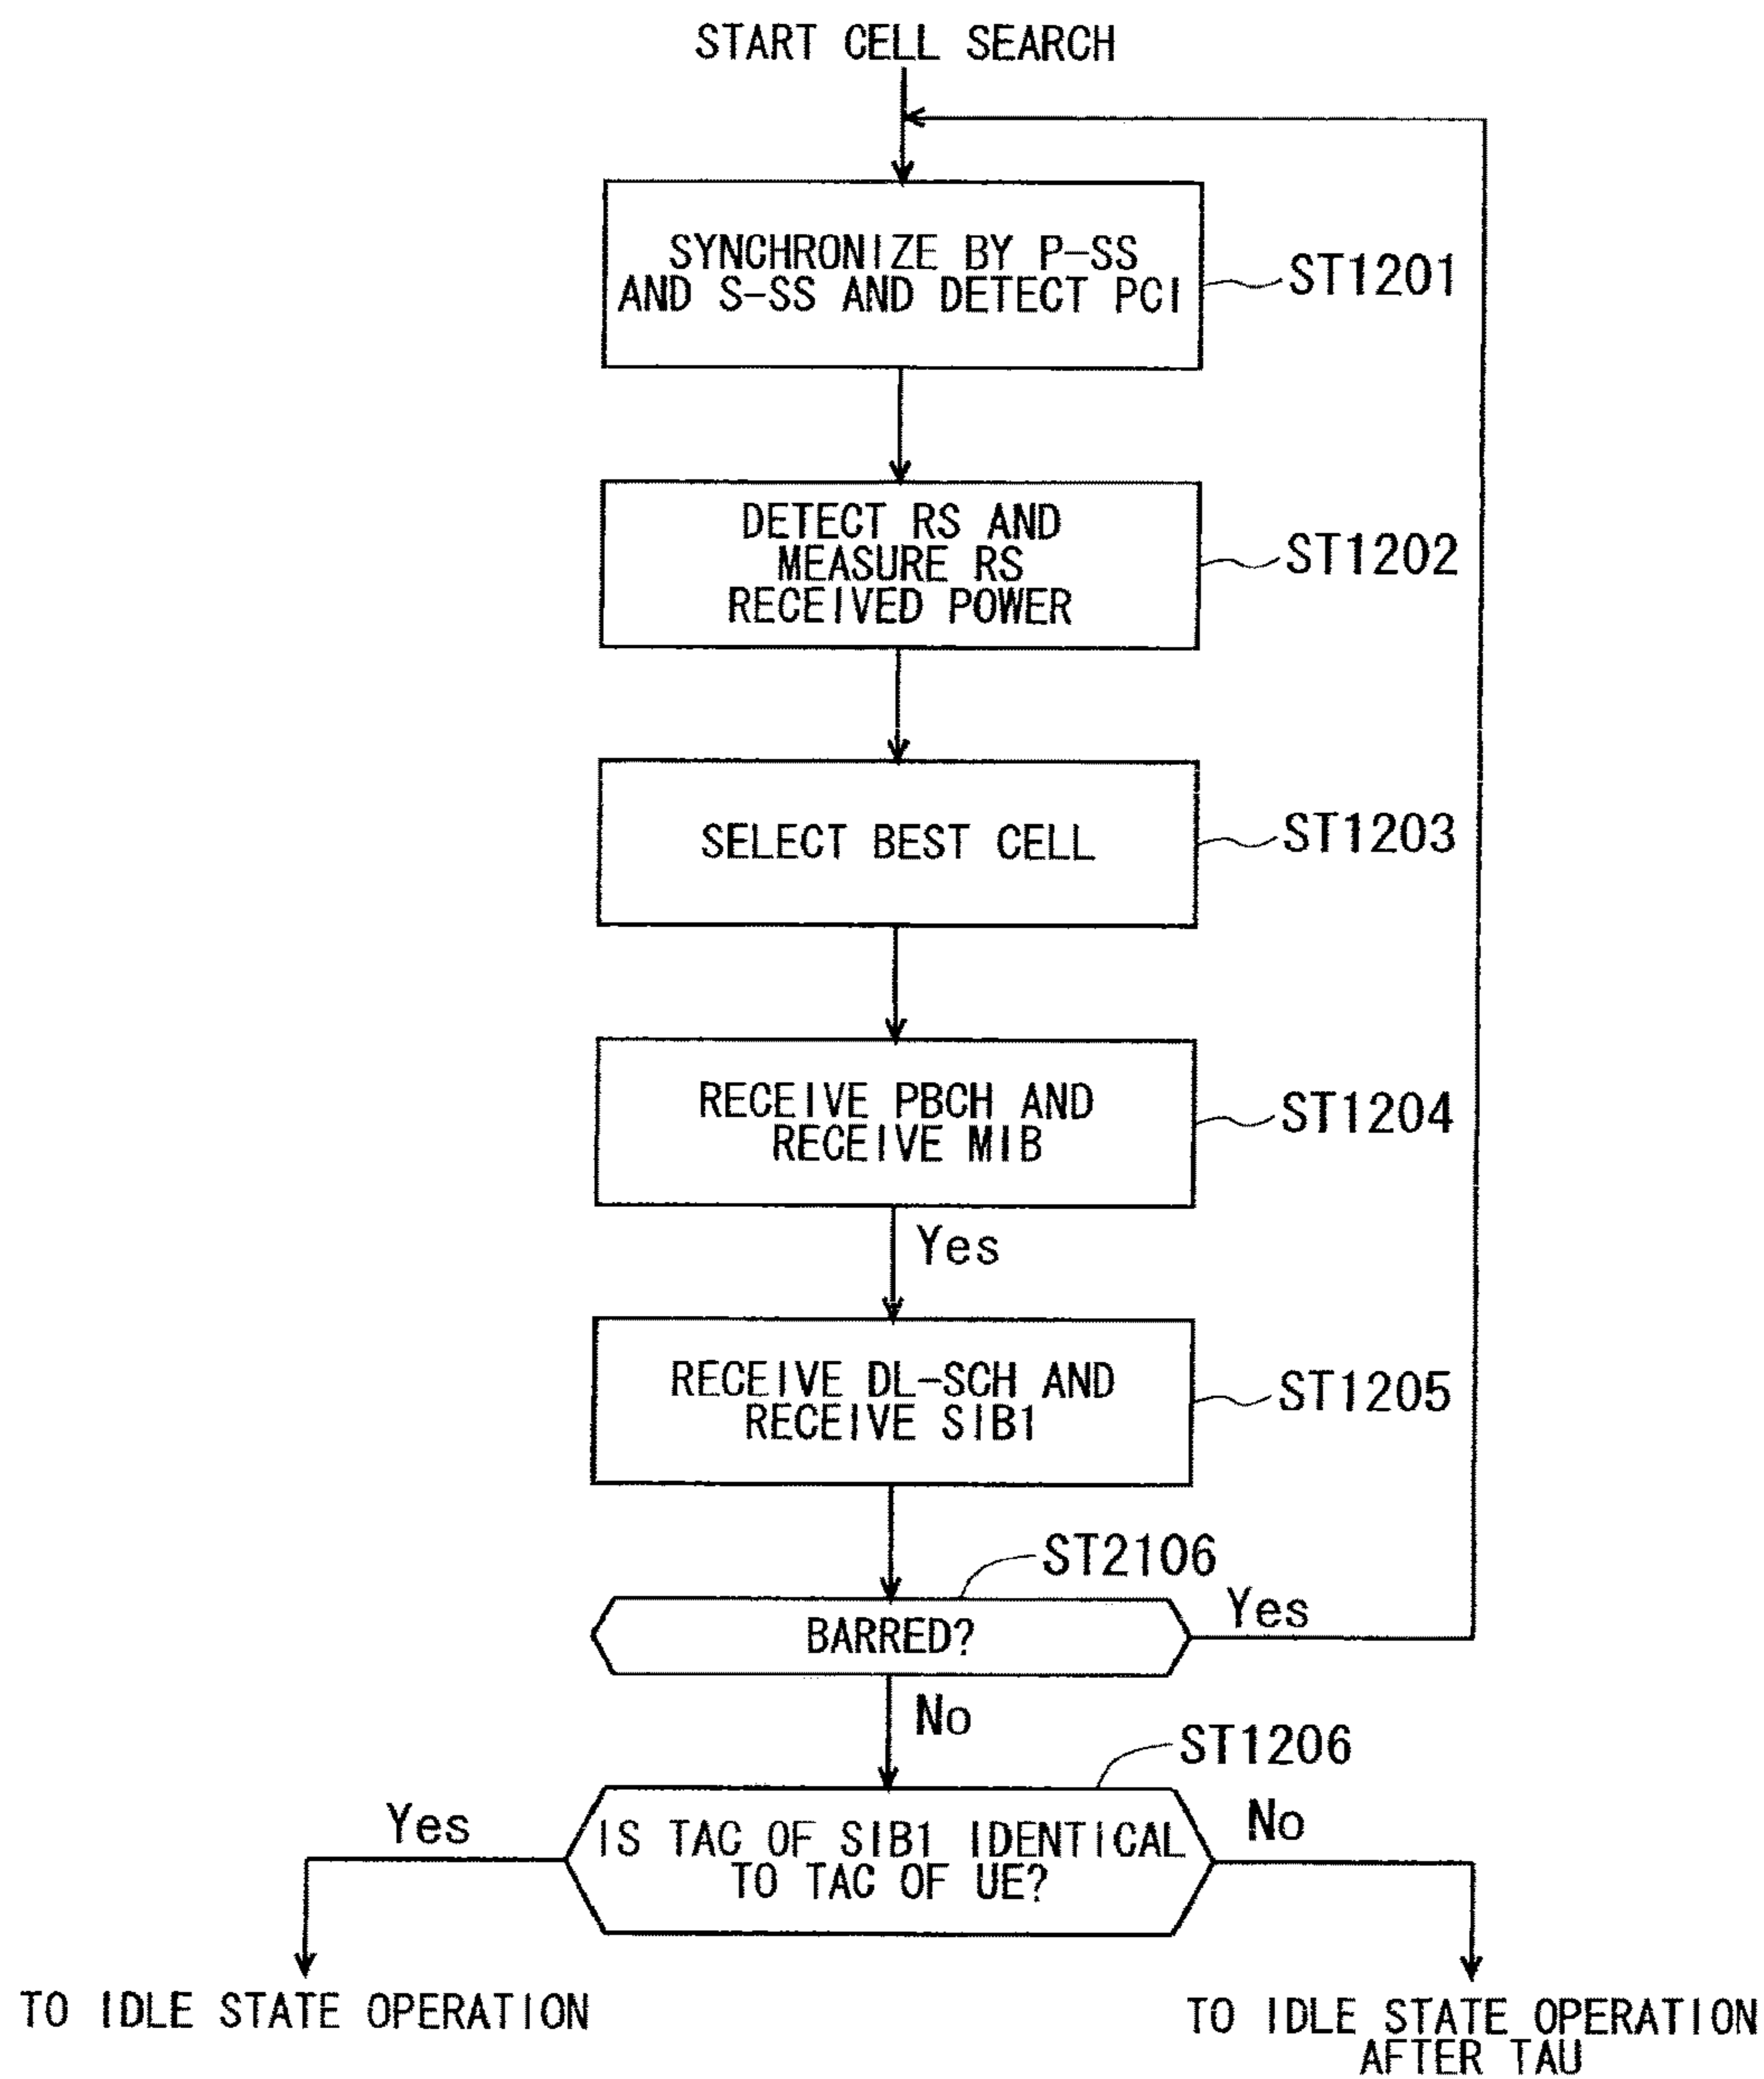 START CELL SEARCH
SYNCHRONIZE BY P-SS
AND S-SS AND DETECT PCI
ST1201
DETECT RS AND
MEASURE RS
RECEIVED POWER
ST1202
SELECT BEST CELL
ST1203
RECEIVE PBCH AND
RECEIVE MIB
ST1204
Yes
RECEIVE DL-SCH AND
RECEIVE SIB1
ST1205
ST2106
BARRED?
Yes
No
ST1206
Yes
IS TAC OF SIB1 IDENTICAL
TO TAC OF UE?
No
TO IDLE STATE OPERATION
TO IDLE STATE OPERATION
AFTER TAU